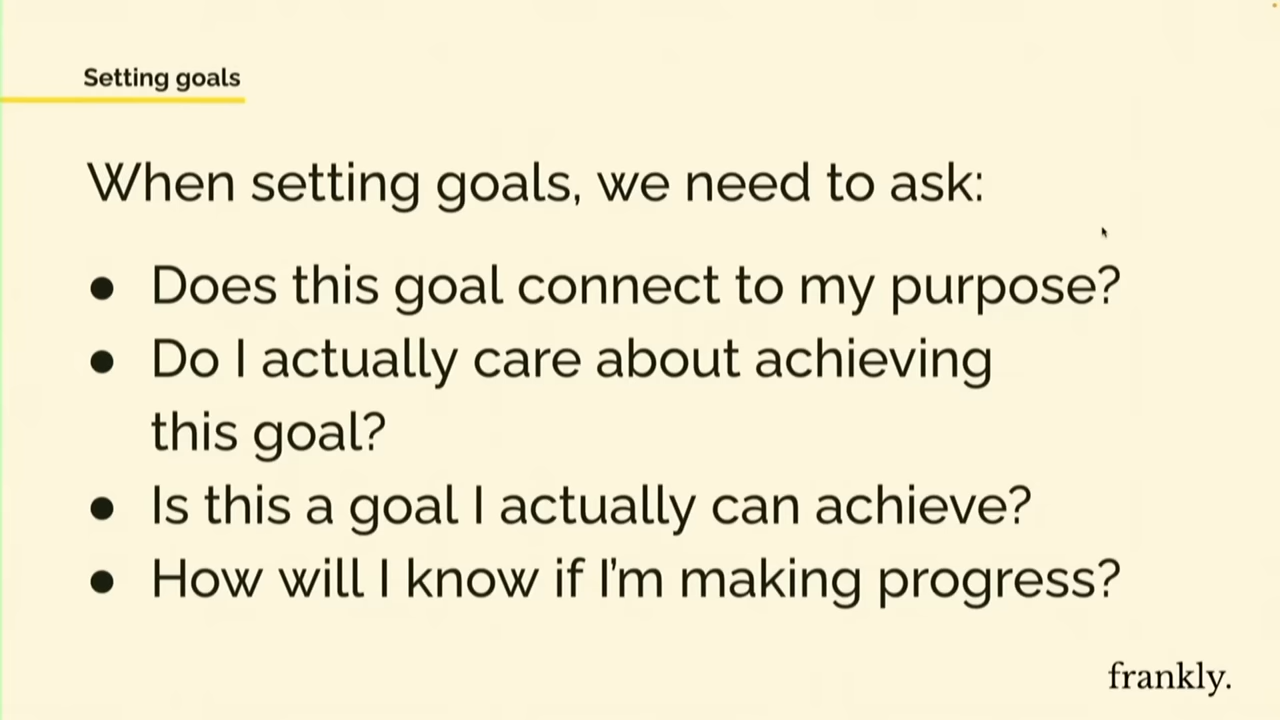 Setting goals
When setting goals, we need to ask:
● Does this goal connect to my purpose?
● Do I actually care about achieving
this goal?
● Is this a goal I actually can achieve?
● How will I know if I'm making progress?
frankly.